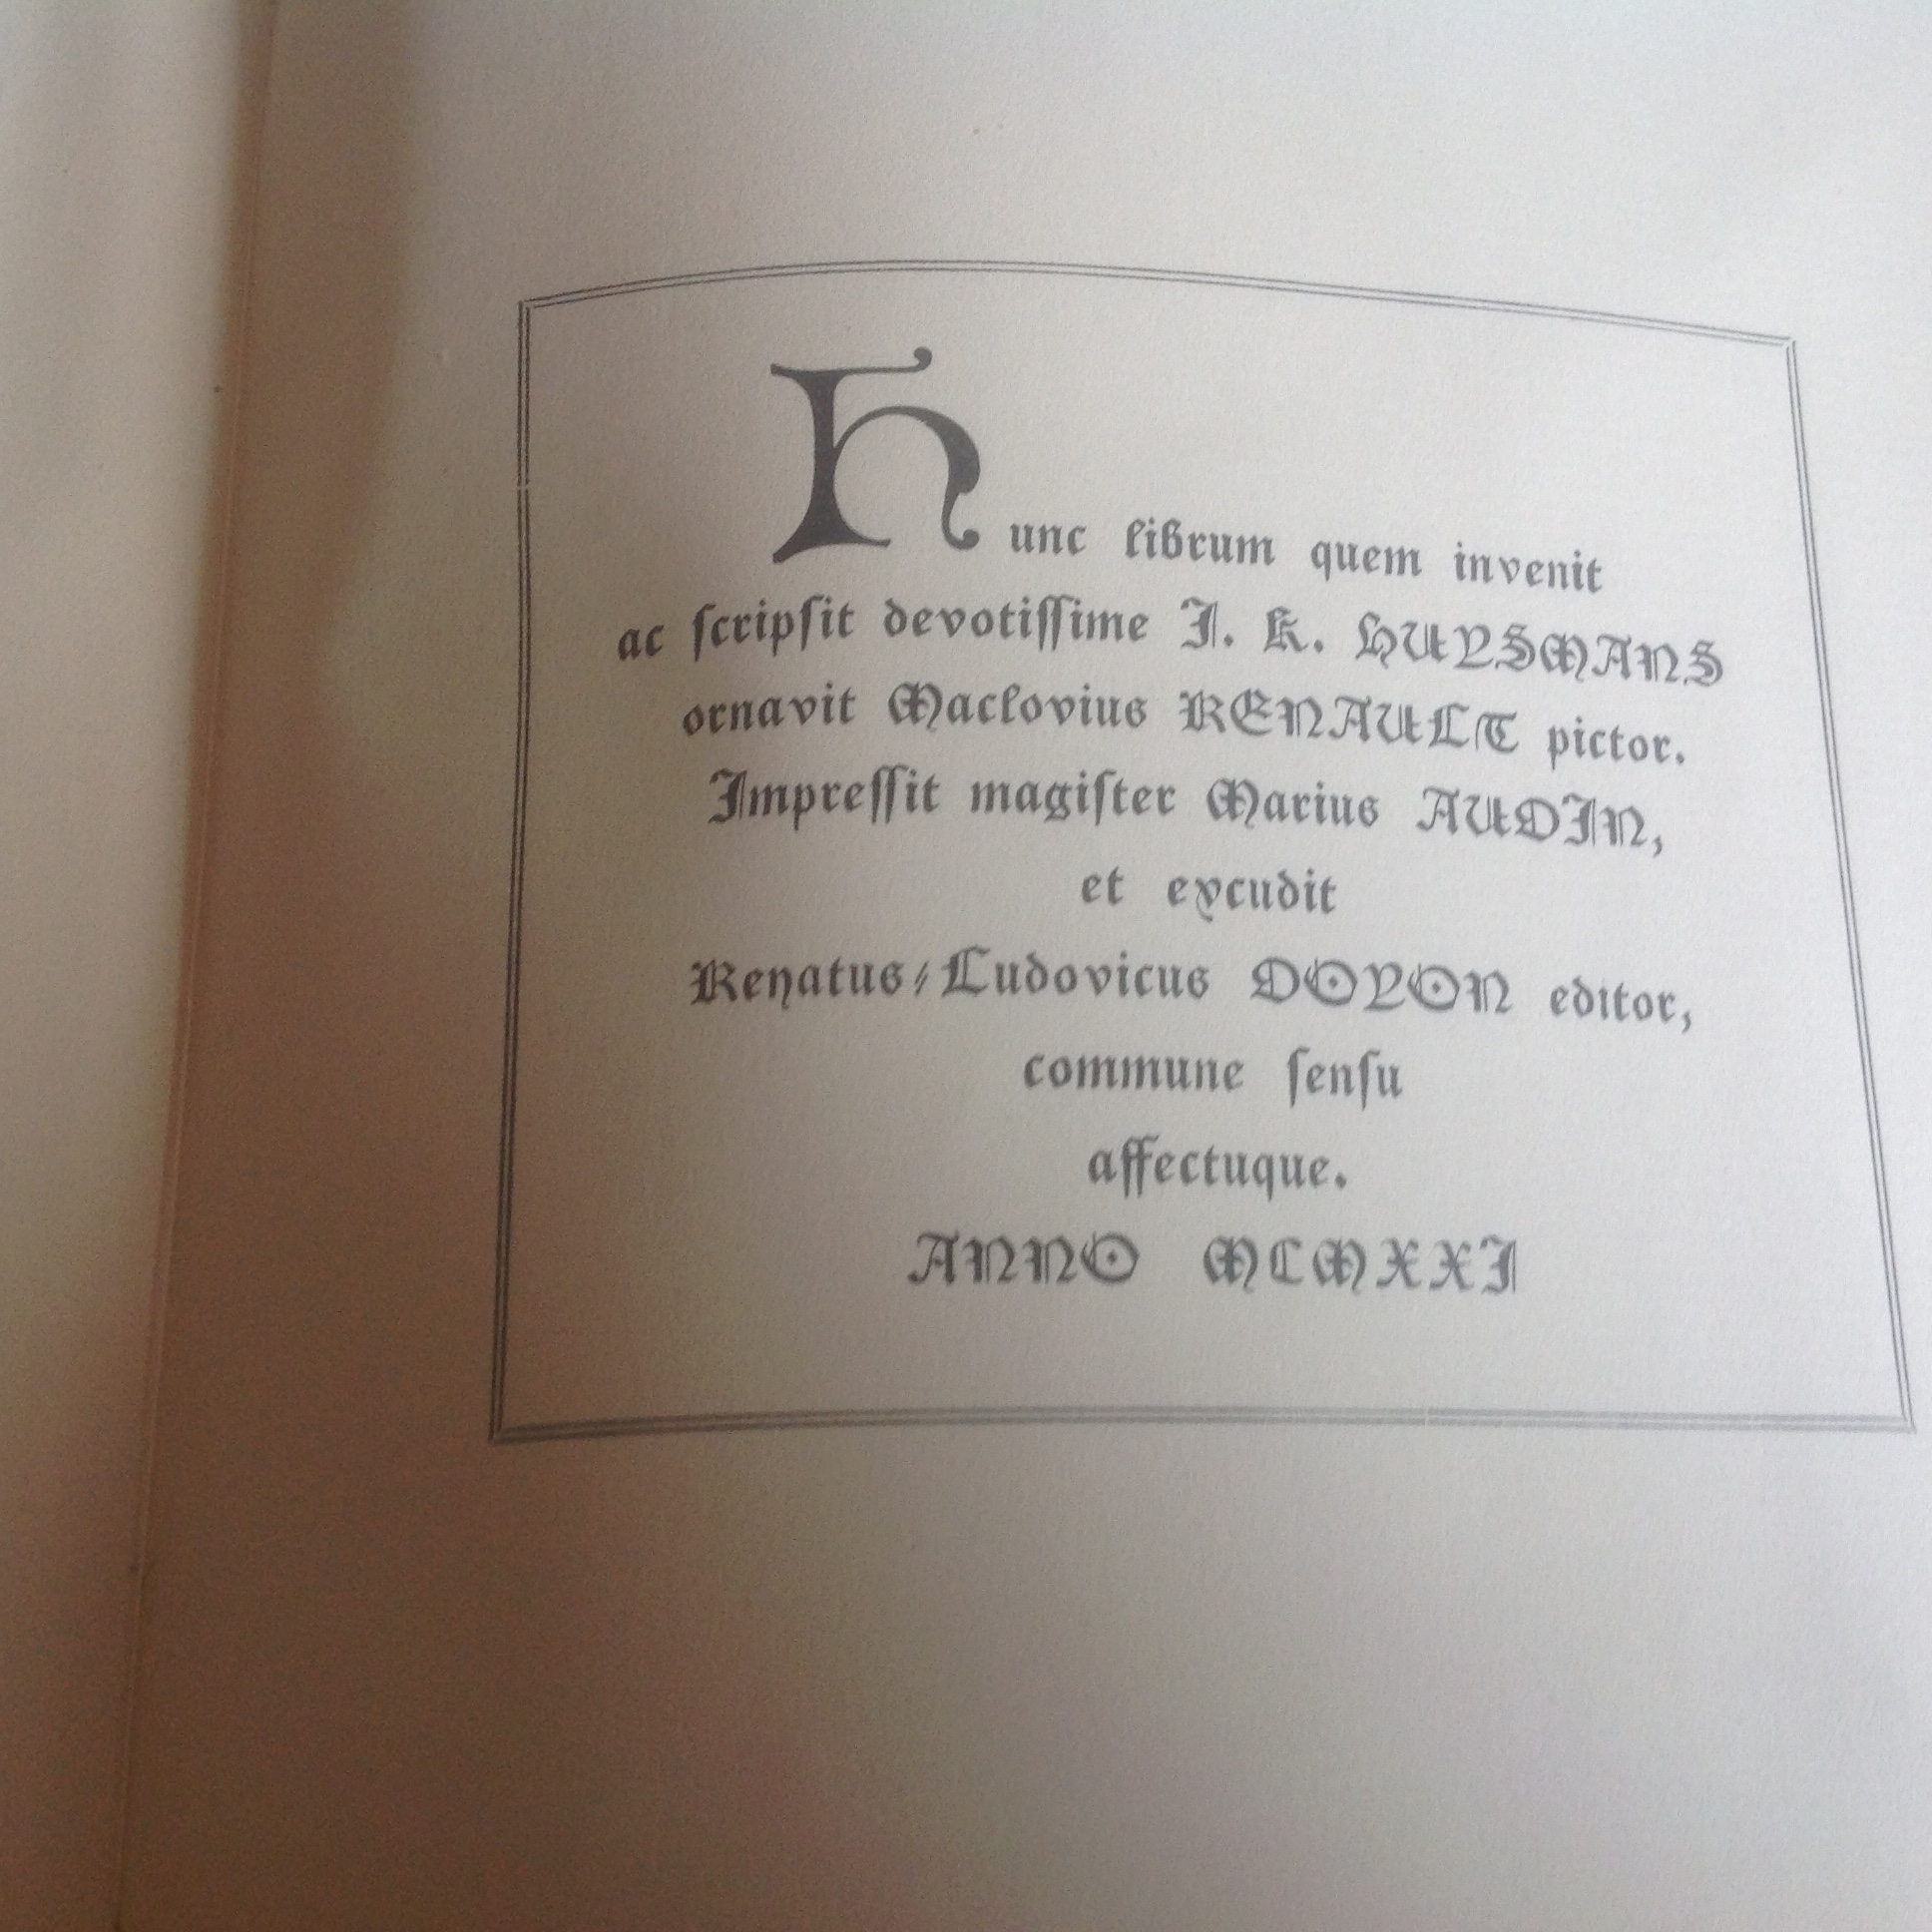 Hunc librum quem invenit
ac ſcripſit devotiſſime J. K. HUYSMANS
ornavit Maclovius RENAULT pictor.
Impreſſit magiſter Marius AUDIN,
et excudit
Renatus-Ludovicus DOYON editor,
commune ſenſu
affectuque.
ANNO MCMXXI